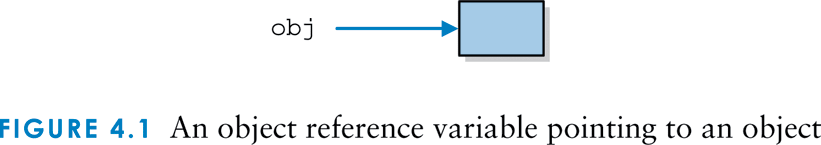 obj
FIGURE 4.1 An object reference variable pointing to an object